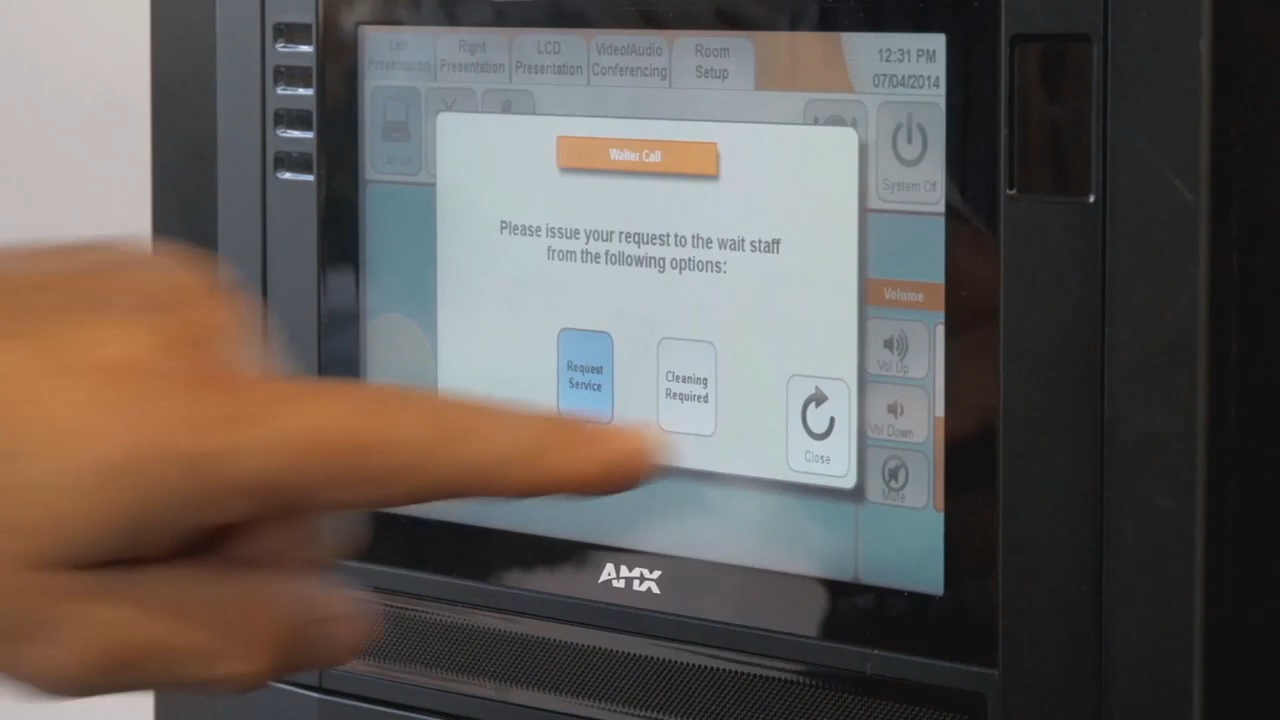 Presentation
Right
Presentation
LCD
Presentation
Video/Audio
Conferencing
Room
Setup
12:31 PM
07/04/2014
System Off
Waiter Call
Please issue your request to the wait staff
from the following options:
Request
Service
Cleaning
Required
Close
Volume
Vol Up
Vol Down
Mute
AMX